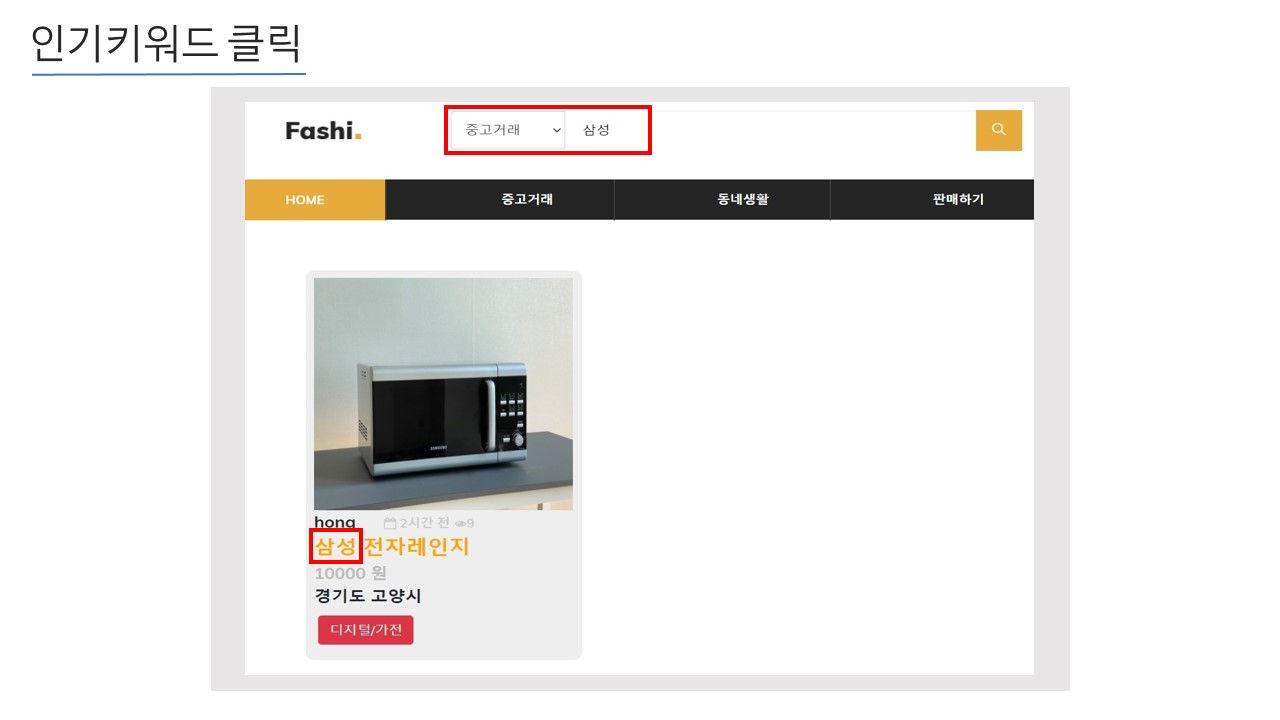 인기키워드 클릭
Fashi.
중고거래 삼성
HOME 중고거래 동네생활 판매하기
SAMSUNG
hong 2시간 전 9
삼성 전자레인지
10000 원
경기도 고양시
디지털/가전